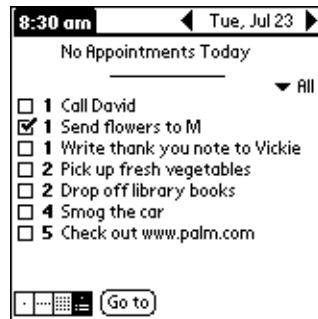 8:30 am Tue, Jul 23
No Appointments Today
All
1 Call David
1 Send flowers to M
1 Write thank you note to Vickie
2 Pick up fresh vegetables
2 Drop off library books
4 Smog the car
5 Check out www.palm.com
Go to